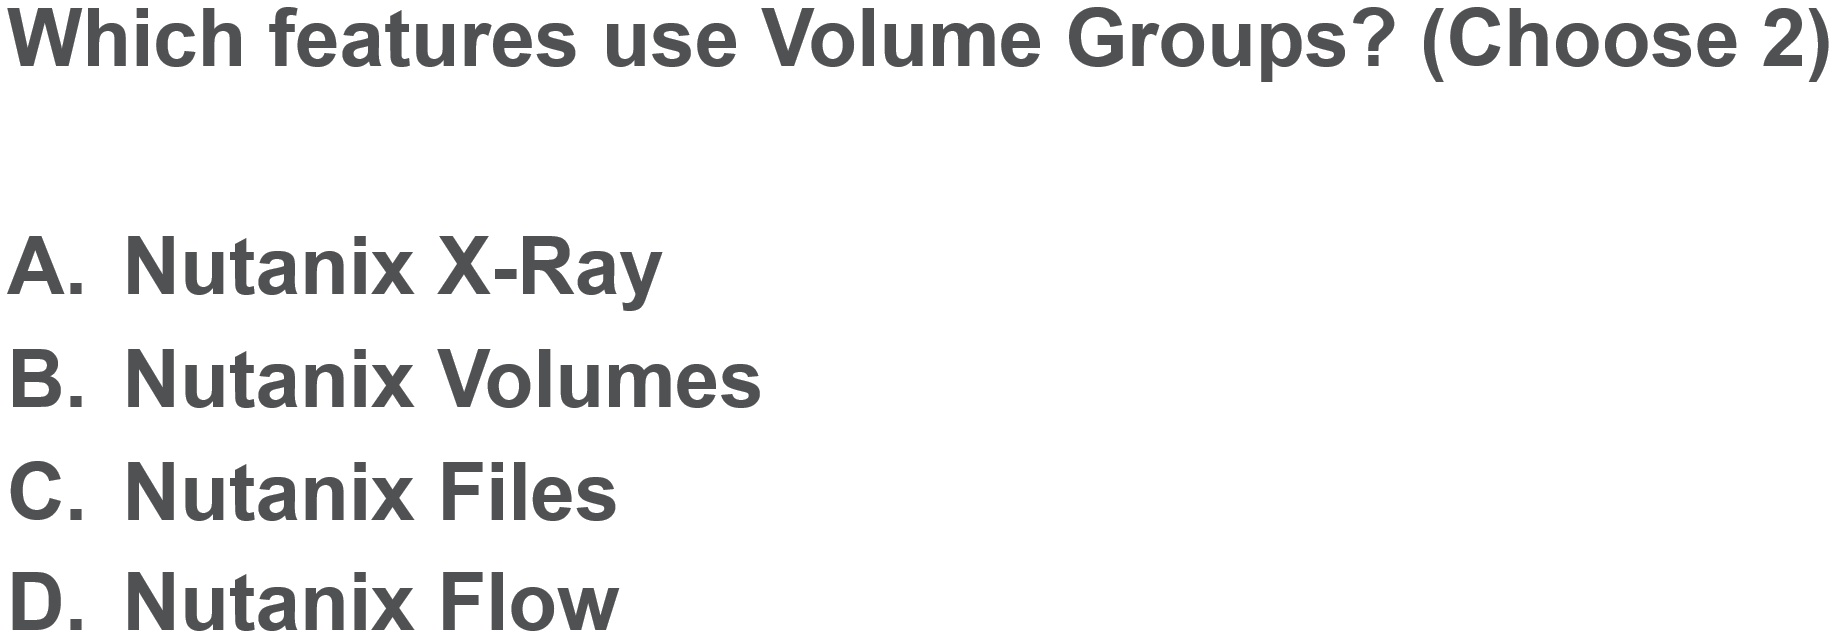 Which features use Volume Groups? (Choose 2)
A. Nutanix X-Ray
B. Nutanix Volumes
C. Nutanix Files
D. Nutanix Flow